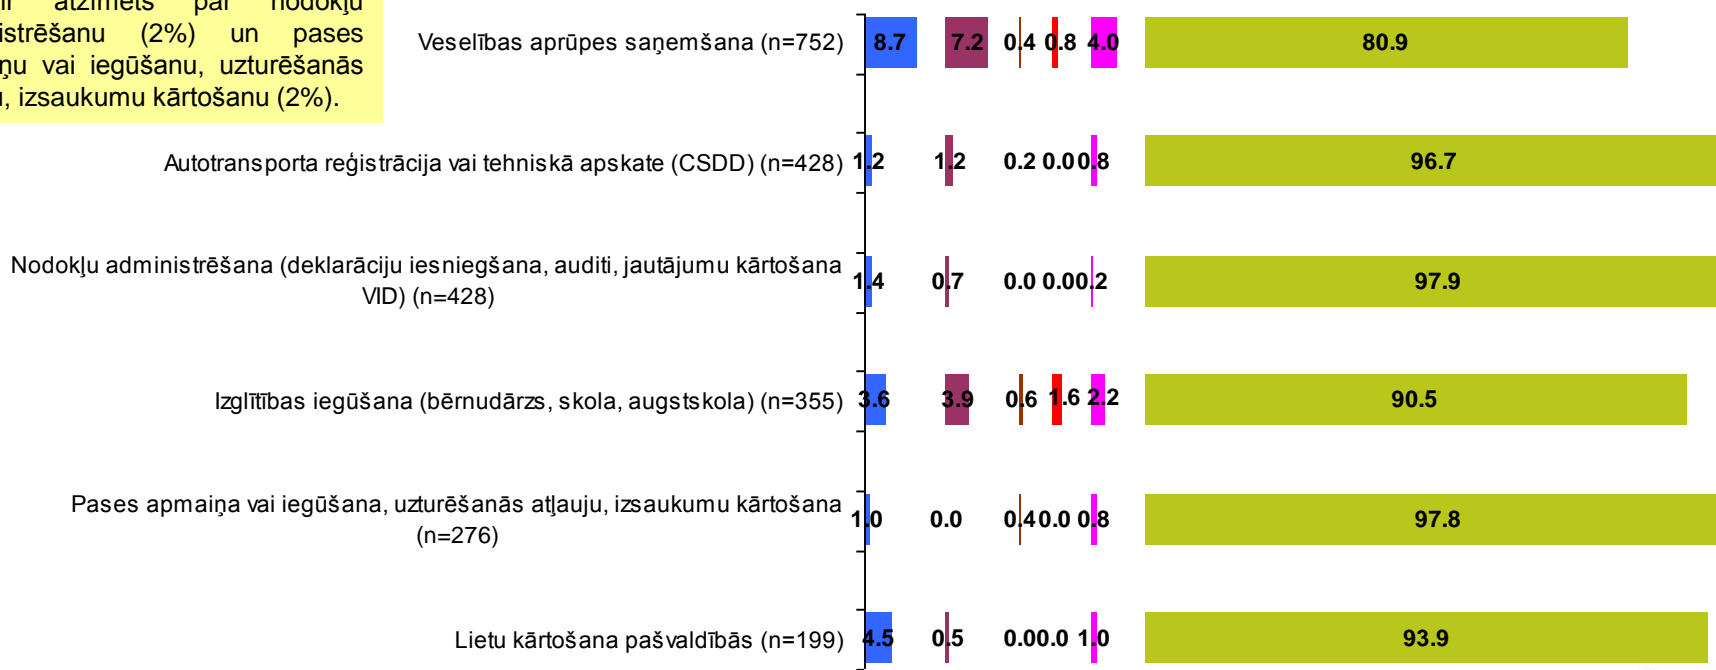 ir atzīmēts par nodokļu
(2%) un pases
vai iegūšanu, uzturēšanās
izsaukumu kārtošanu (2%).
Veselības aprūpes saņemšana (n=752) 8.7 7.2 0.4 0.8 4.0 80.9
Autotransporta reģistrācija vai tehniskā apskate (CSDD) (n=428) 1.2 1.2 0.2 0.0 0.8 96.7
Nodokļu administrēšana (deklarāciju iesniegšana, auditi, jautājumu kārtošana
VID) (n=428) 1.4 0.7 0.0 0.0 0.2 97.9
Izglītības iegūšana (bērnudārzs, skola, augstskola) (n=355) 3.6 3.9 0.6 1.6 2.2 90.5
Pases apmaiņa vai iegūšana, uzturēšanās atļauju, izsaukumu kārtošana
(n=276) 1.0 0.0 0.4 0.0 0.8 97.8
Lietu kārtošana pašvaldībās (n=199) 4.5 0.5 0.0 0.0 1.0 93.9